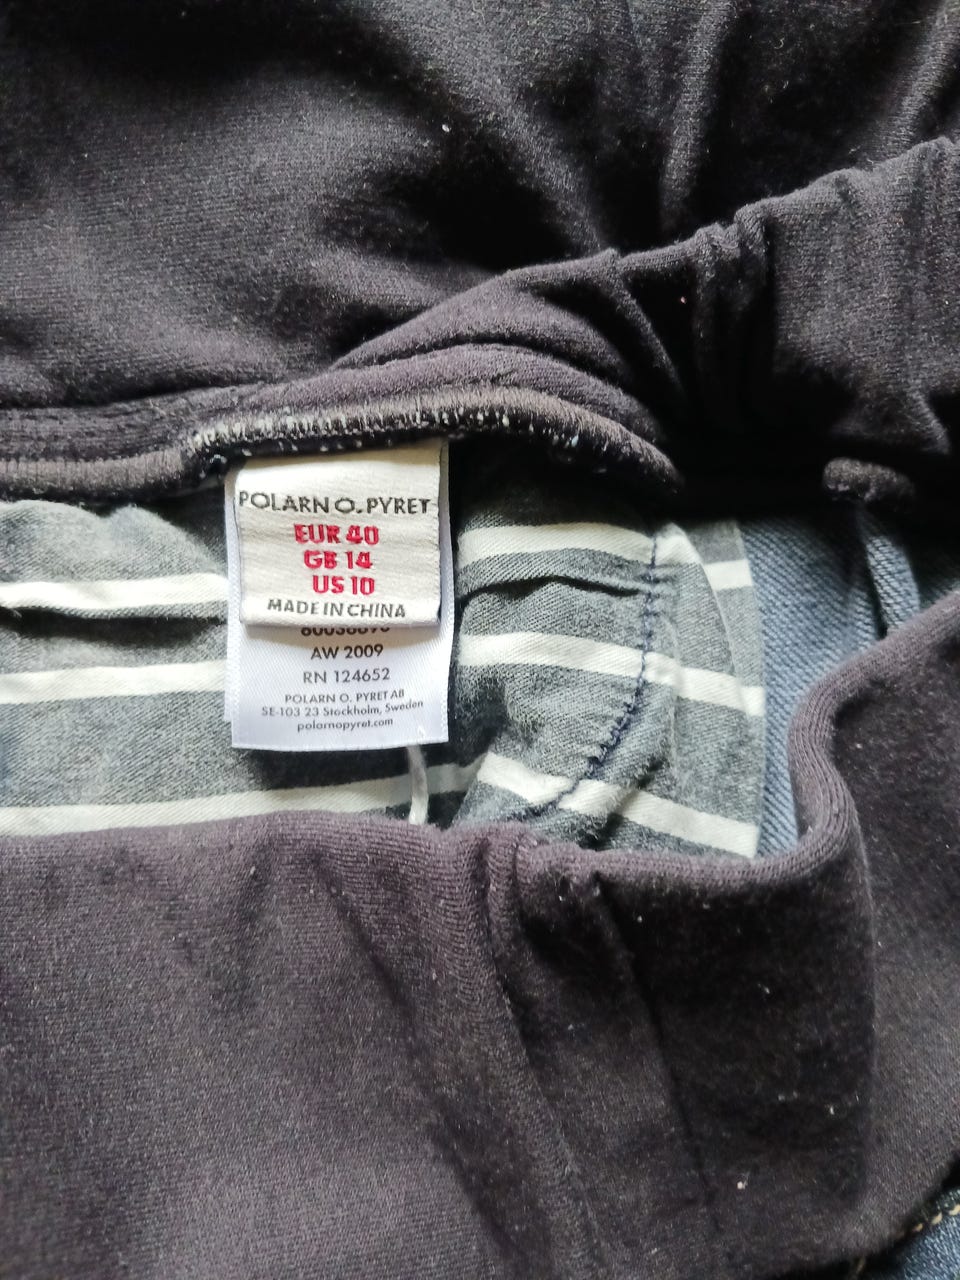 POLARN O. PYRET
EUR 40
GB 14
US 10
MADE IN CHINA
AW 2009
RN 124652
POLARN O. PYRET AB
SE-103 23 Stockholm, Sweden
polarnopyret.com